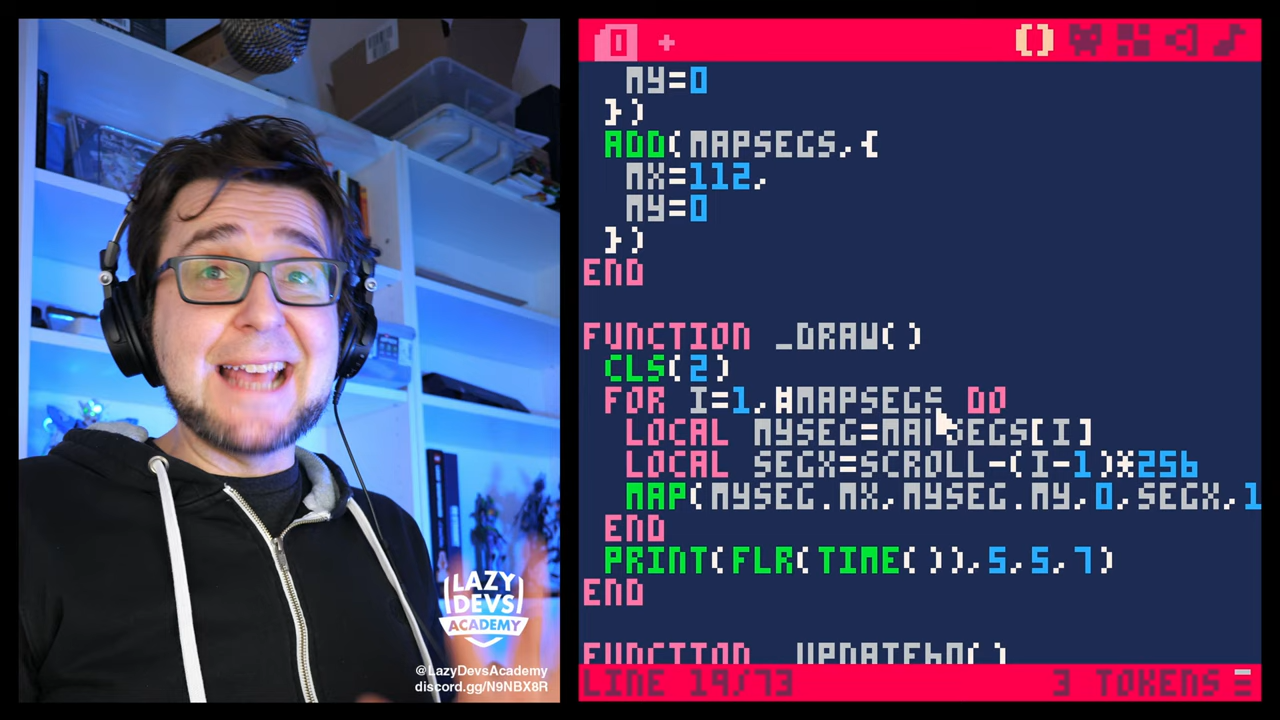 LAZY
DEVS
ACADEMY
@LazyDevsAcademy
discord.gg/N9NBX8R
0 +
MY=0
})
ADD(MAPSEGS,{
MX=112,
MY=0
})
END
FUNCTION _DRAW()
CLS(2)
FOR I=1,#MAPSEGS DO
LOCAL MYSEG=MAPSEGS[I]
LOCAL SEGX=SCROLL-(I-1)*256
MAP(MYSEG.MX,MYSEG.MY,0,SEGX,1
END
PRINT(FLR(TIME()),5,5,7)
END
FUNCTION _UPDATE60()
LINE 19/73
3 TOKENS